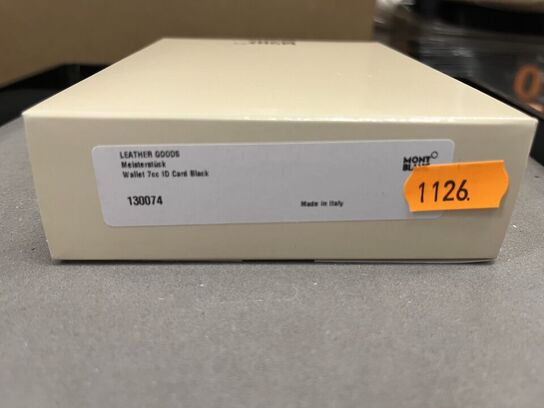 LEATHER GOODS
Meisterstück
Wallet 7cc ID Card Black
130074
Made in Italy
MONT
BLANC
1126.